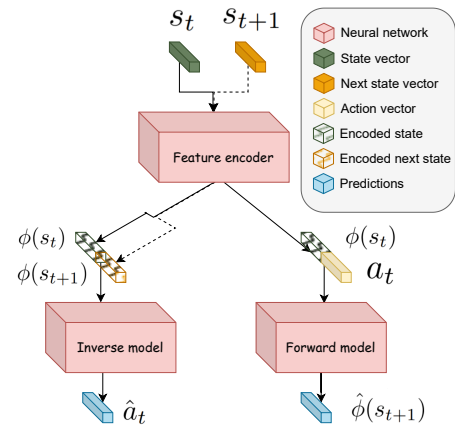 s_t s_{t+1}
Neural network
State vector
Next state vector
Action vector
Encoded state
Encoded next state
Predictions
Feature encoder
ϕ(s_t)
ϕ(s_{t+1})
ϕ(s_t)
a_t
Inverse model
Forward model
â_t
ϕ̂(s_{t+1})